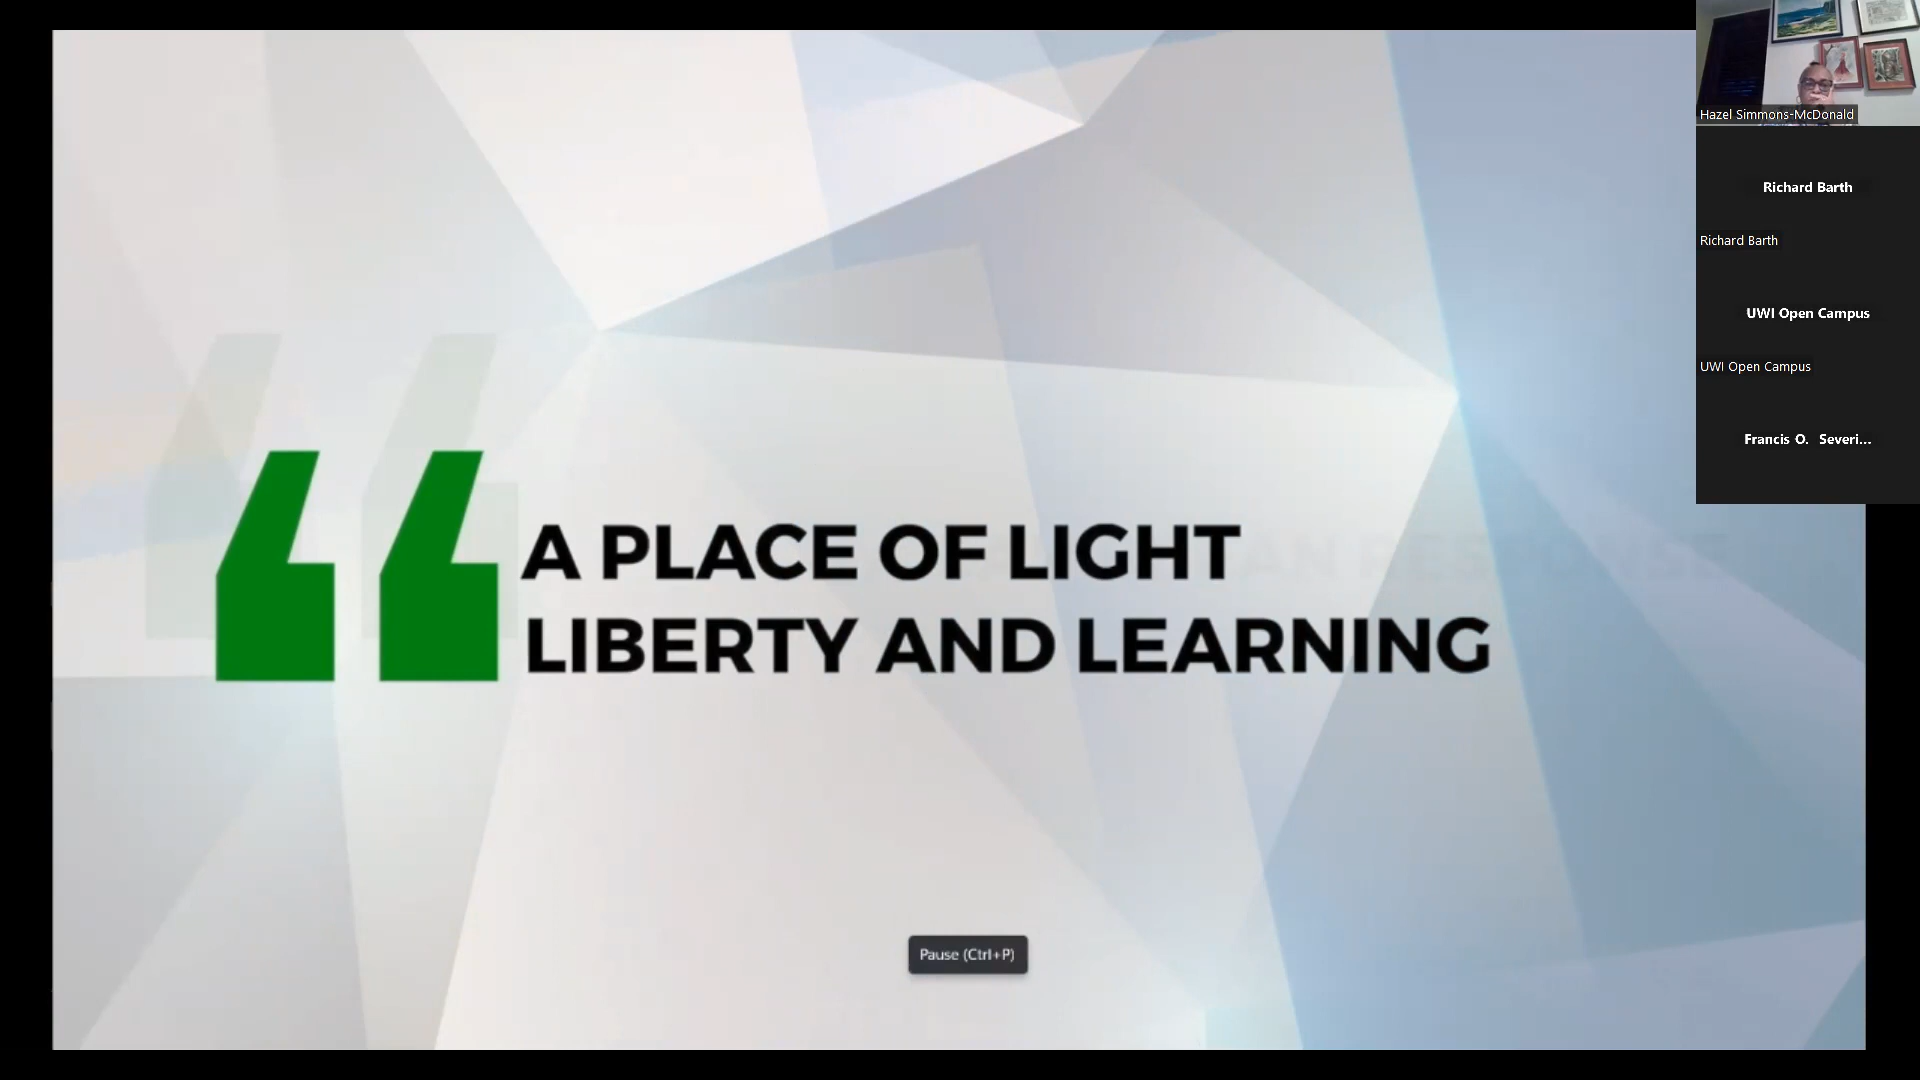 A PLACE OF LIGHT
LIBERTY AND LEARNING
Pause (Ctrl+P)
Hazel Simmons-McDonald
Richard Barth
Richard Barth
UWI Open Campus
UWI Open Campus
Francis O. Severi...